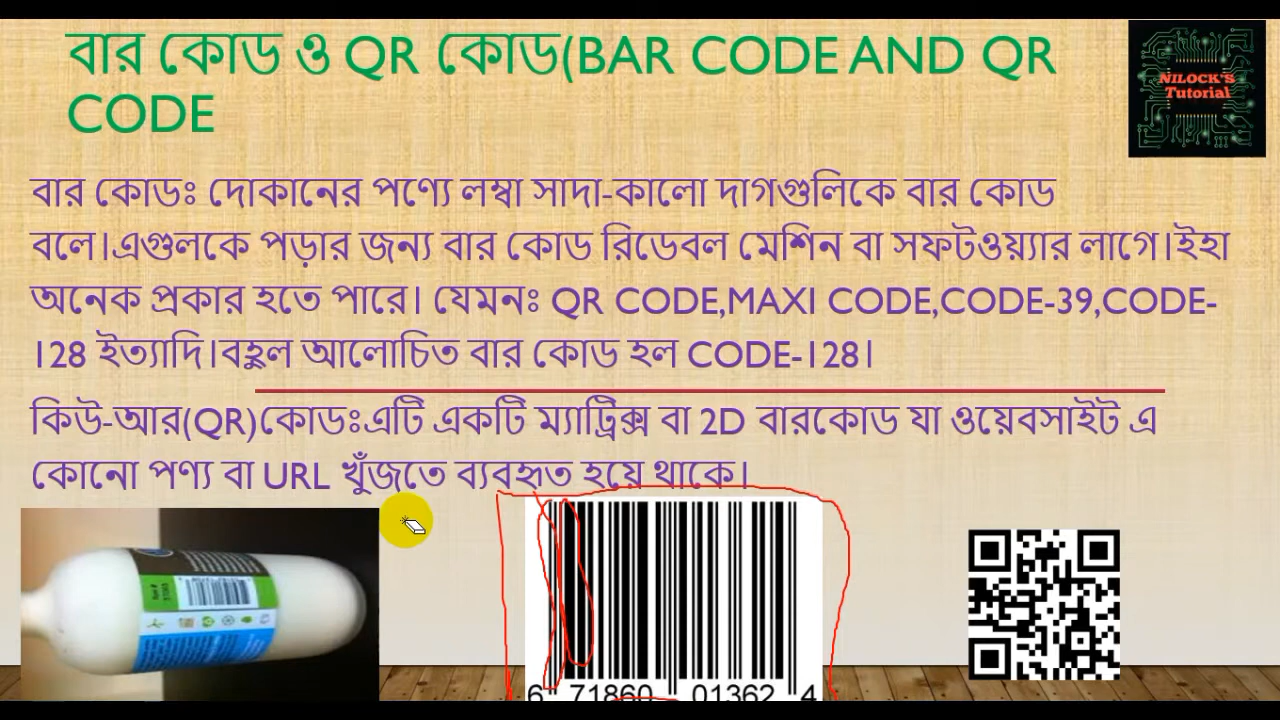 বার কোড ও QR কোড(BAR CODE AND QR
CODE
NILOCK'S
Tutorial
বার কোডঃ দোকানের পণ্যে লম্বা সাদা-কালো দাগগুলিকে বার কোড
বলে।এগুলকে পড়ার জন্য বার কোড রিডেবল মেশিন বা সফটওয়্যার লাগে।ইহা
অনেক প্রকার হতে পারে। যেমনঃ QR CODE,MAXI CODE,CODE-39,CODE-
128 ইত্যাদি।বহুল আলোচিত বার কোড হল CODE-128।
কিউ-আর(QR)কোডঃএটি একটি ম্যাট্রিক্স বা 2D বারকোড যা ওয়েবসাইট এ
কোনো পণ্য বা URL খুঁজতে ব্যবহৃত হয়ে থাকে।
6 71860 01362 4